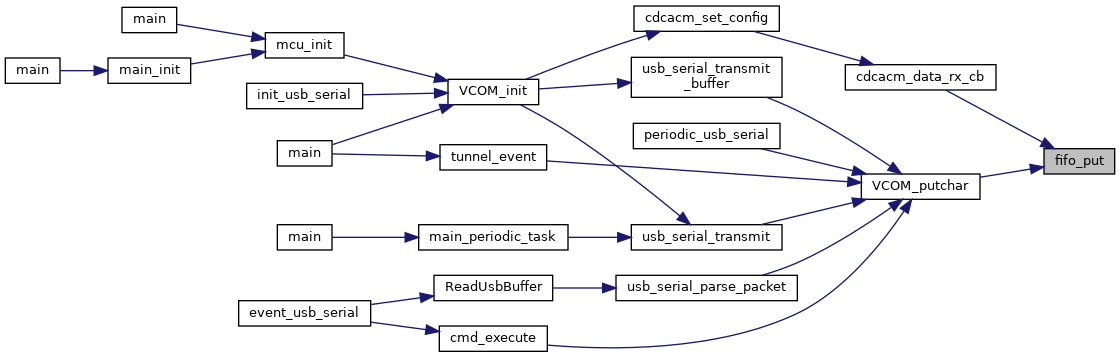 main
main
main_init
mcu_init
init_usb_serial
main
VCOM_init
tunnel_event
main
main_periodic_task
ReadUsbBuffer
event_usb_serial
cmd_execute
cdcacm_set_config
usb_serial_transmit
_buffer
periodic_usb_serial
usb_serial_transmit
usb_serial_parse_packet
cdcacm_data_rx_cb
VCOM_putchar
fifo_put